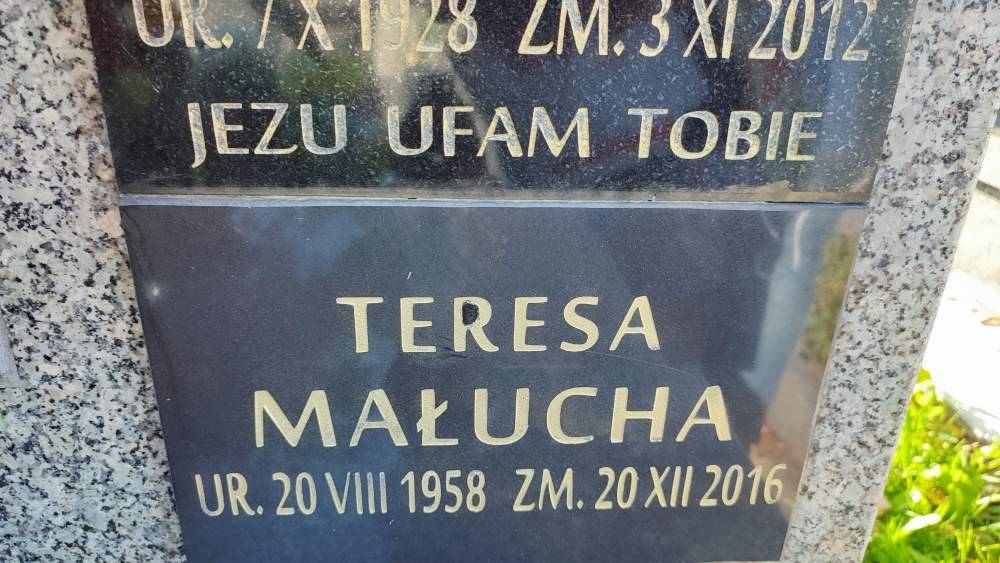 UR. 7 X 1928 ZM. 3 XI 2012
JEZU UFAM TOBIE
TERESA
MAŁUCHA
UR. 20 VIII 1958 ZM. 20 XII 2016